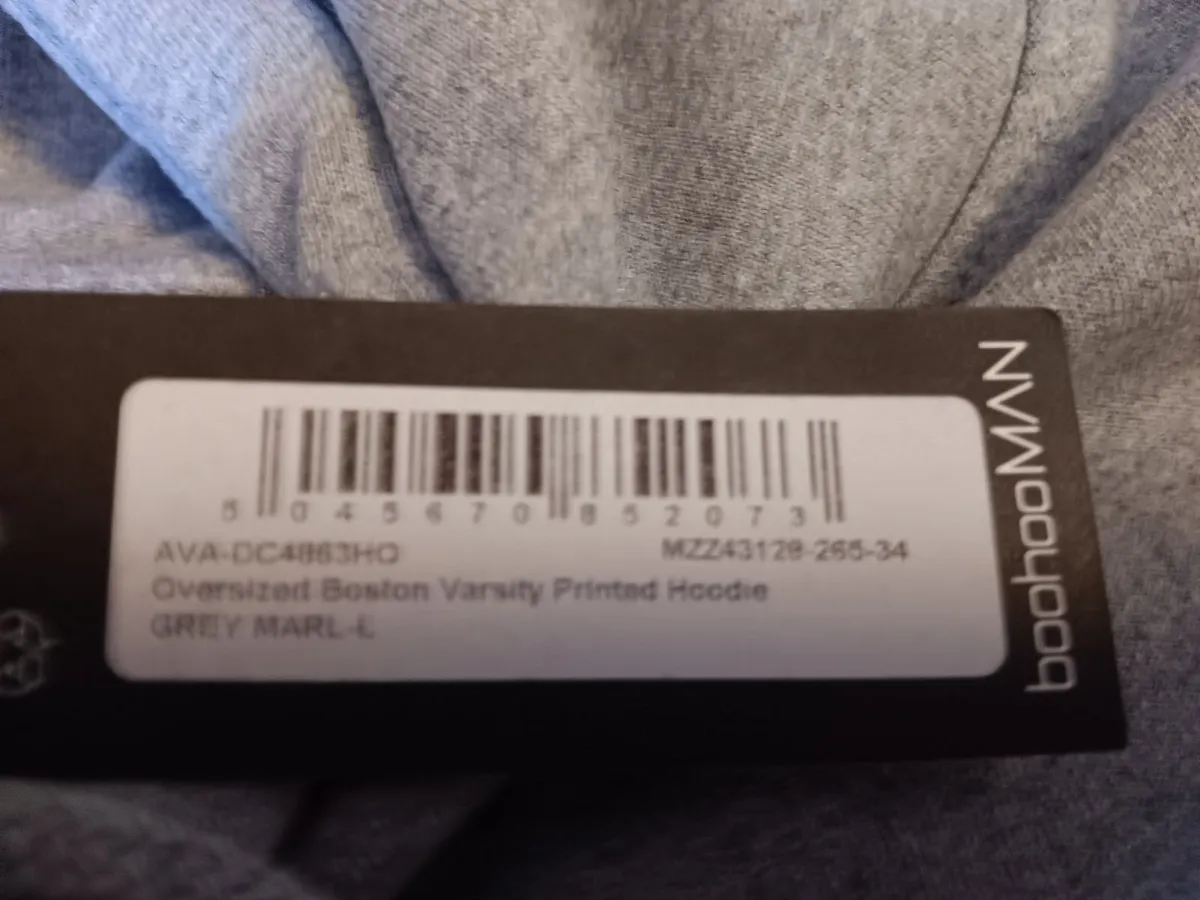 5 045670 852073
AVA-DC4863HO MZZ43128-265-34
Oversized Boston Varsity Printed Hoodie
GREY MARL-L
boohooMAN